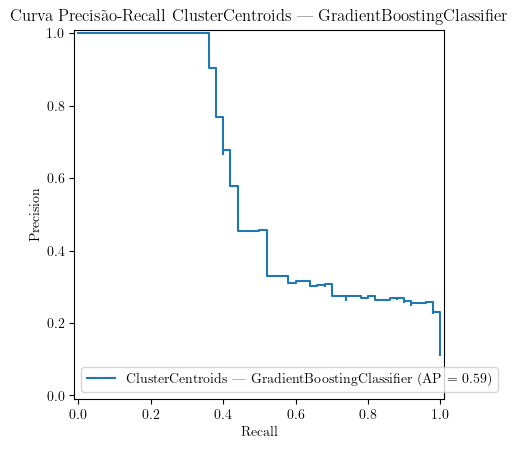 Curva Precisão-Recall ClusterCentroids — GradientBoostingClassifier
1.0
0.8
0.6
0.4
0.2
0.0
Precision
ClusterCentroids — GradientBoostingClassifier (AP = 0.59)
0.0 0.2 0.4 0.6 0.8 1.0
Recall